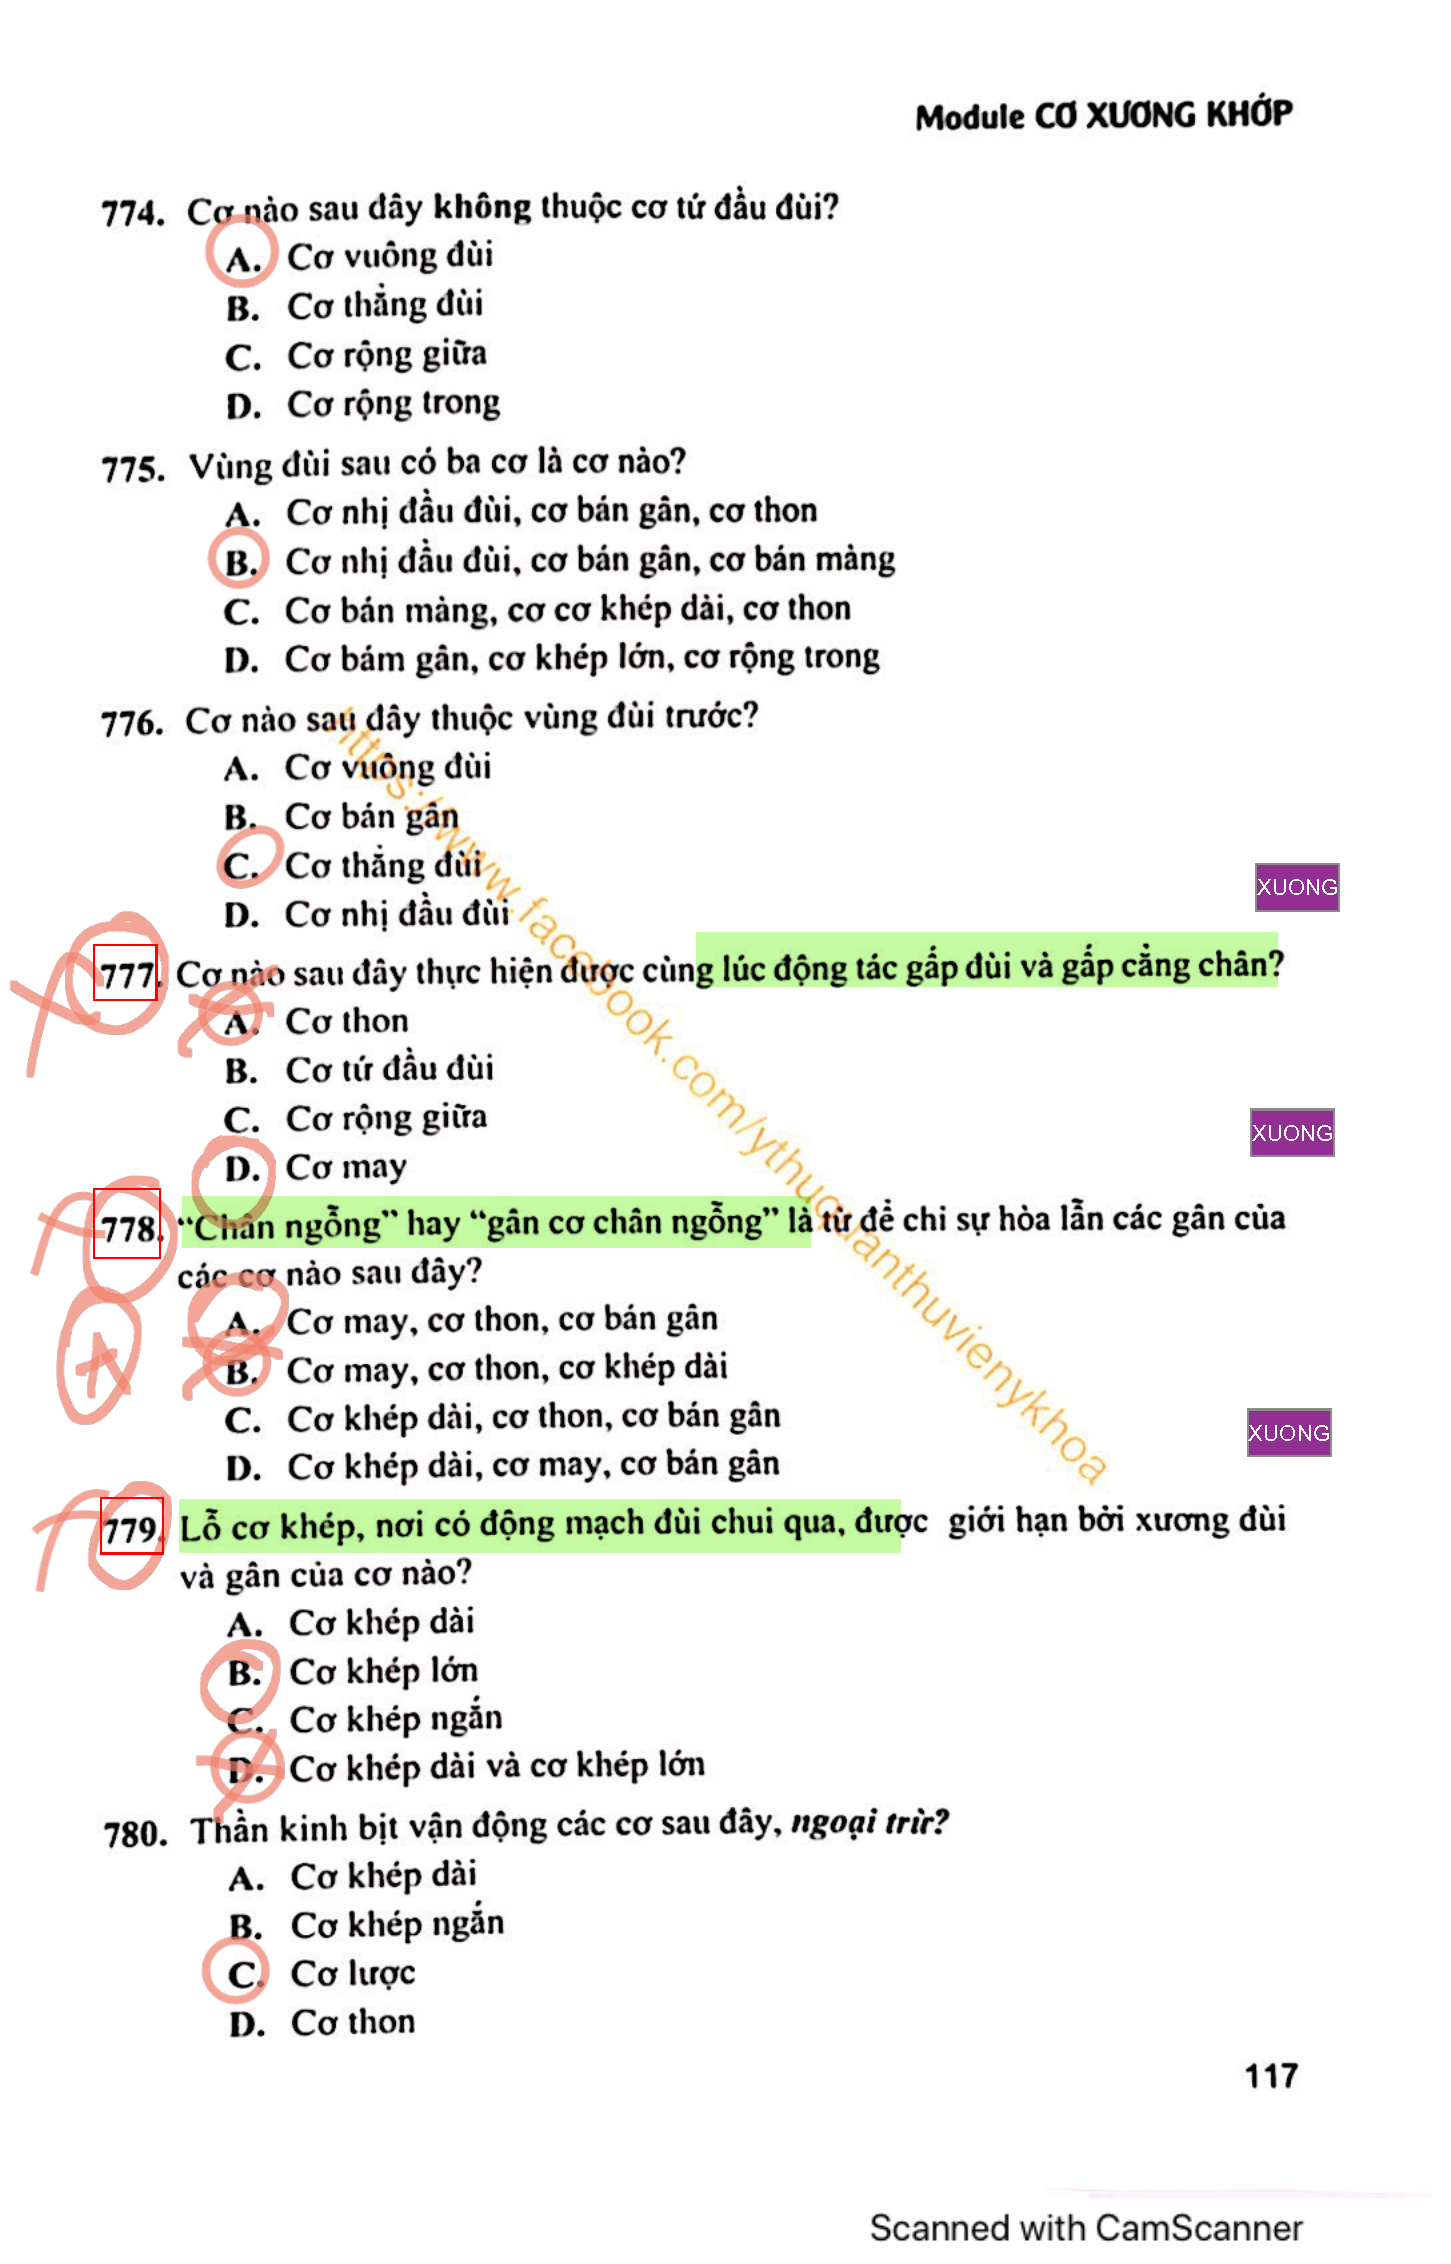 Module CƠ XƯƠNG KHỚP
774. Cơ nào sau đây không thuộc cơ tứ đầu đùi?
A. Cơ vuông đùi
B. Cơ thẳng đùi
C. Cơ rộng giữa
D. Cơ rộng trong
775. Vùng đùi sau có ba cơ là cơ nào?
A. Cơ nhị đầu đùi, cơ bán gân, cơ thon
B. Cơ nhị đầu đùi, cơ bán gân, cơ bán màng
C. Cơ bán màng, cơ cơ khép dài, cơ thon
D. Cơ bám gân, cơ khép lớn, cơ rộng trong
776. Cơ nào sau đây thuộc vùng đùi trước?
A. Cơ vuông đùi
B. Cơ bán gân
C. Cơ thẳng đùi
D. Cơ nhị đầu đùi
XUONG
777. Cơ nào sau đây thực hiện được cùng lúc động tác gấp đùi và gấp cẳng chân?
A. Cơ thon
B. Cơ tứ đầu đùi
C. Cơ rộng giữa
D. Cơ may
XUONG
778. “Chân ngỗng” hay “gân cơ chân ngỗng” là từ để chỉ sự hòa lẫn các gân của
các cơ nào sau đây?
A. Cơ may, cơ thon, cơ bán gân
B. Cơ may, cơ thon, cơ khép dài
C. Cơ khép dài, cơ thon, cơ bán gân
D. Cơ khép dài, cơ may, cơ bán gân
XUONG
779. Lỗ cơ khép, nơi có động mạch đùi chui qua, được giới hạn bởi xương đùi
và gân của cơ nào?
A. Cơ khép dài
B. Cơ khép lớn
C. Cơ khép ngắn
D. Cơ khép dài và cơ khép lớn
780. Thần kinh bịt vận động các cơ sau đây, ngoại trừ?
A. Cơ khép dài
B. Cơ khép ngắn
C. Cơ lược
D. Cơ thon
https://www.facebook.com/ythuquanthuvienykhoa
117
Scanned with CamScanner